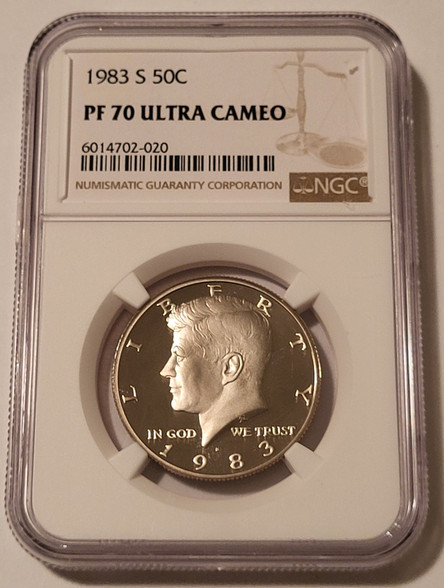 1983 S 50C
PF 70 ULTRA CAMEO
6014702-020
NUMISMATIC GUARANTY CORPORATION
NGC®
LIBERTY
IN GOD WE TRUST
1983